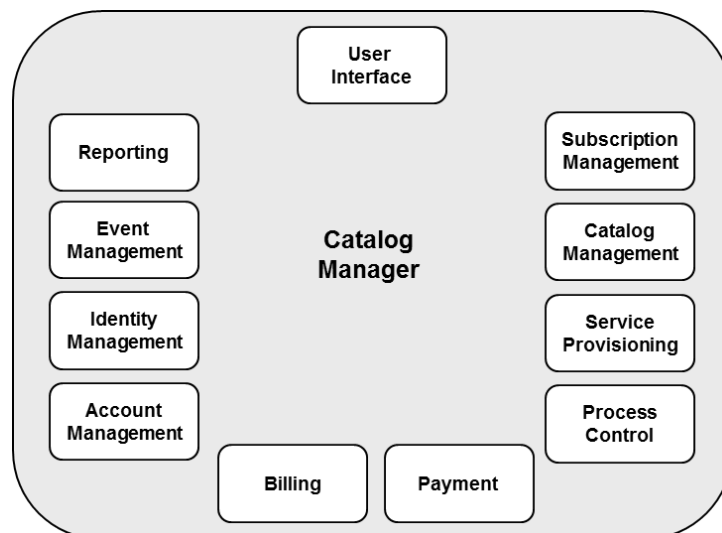 User
Interface
Reporting
Event
Management
Identity
Management
Account
Management
Catalog
Manager
Subscription
Management
Catalog
Management
Service
Provisioning
Process
Control
Billing
Payment